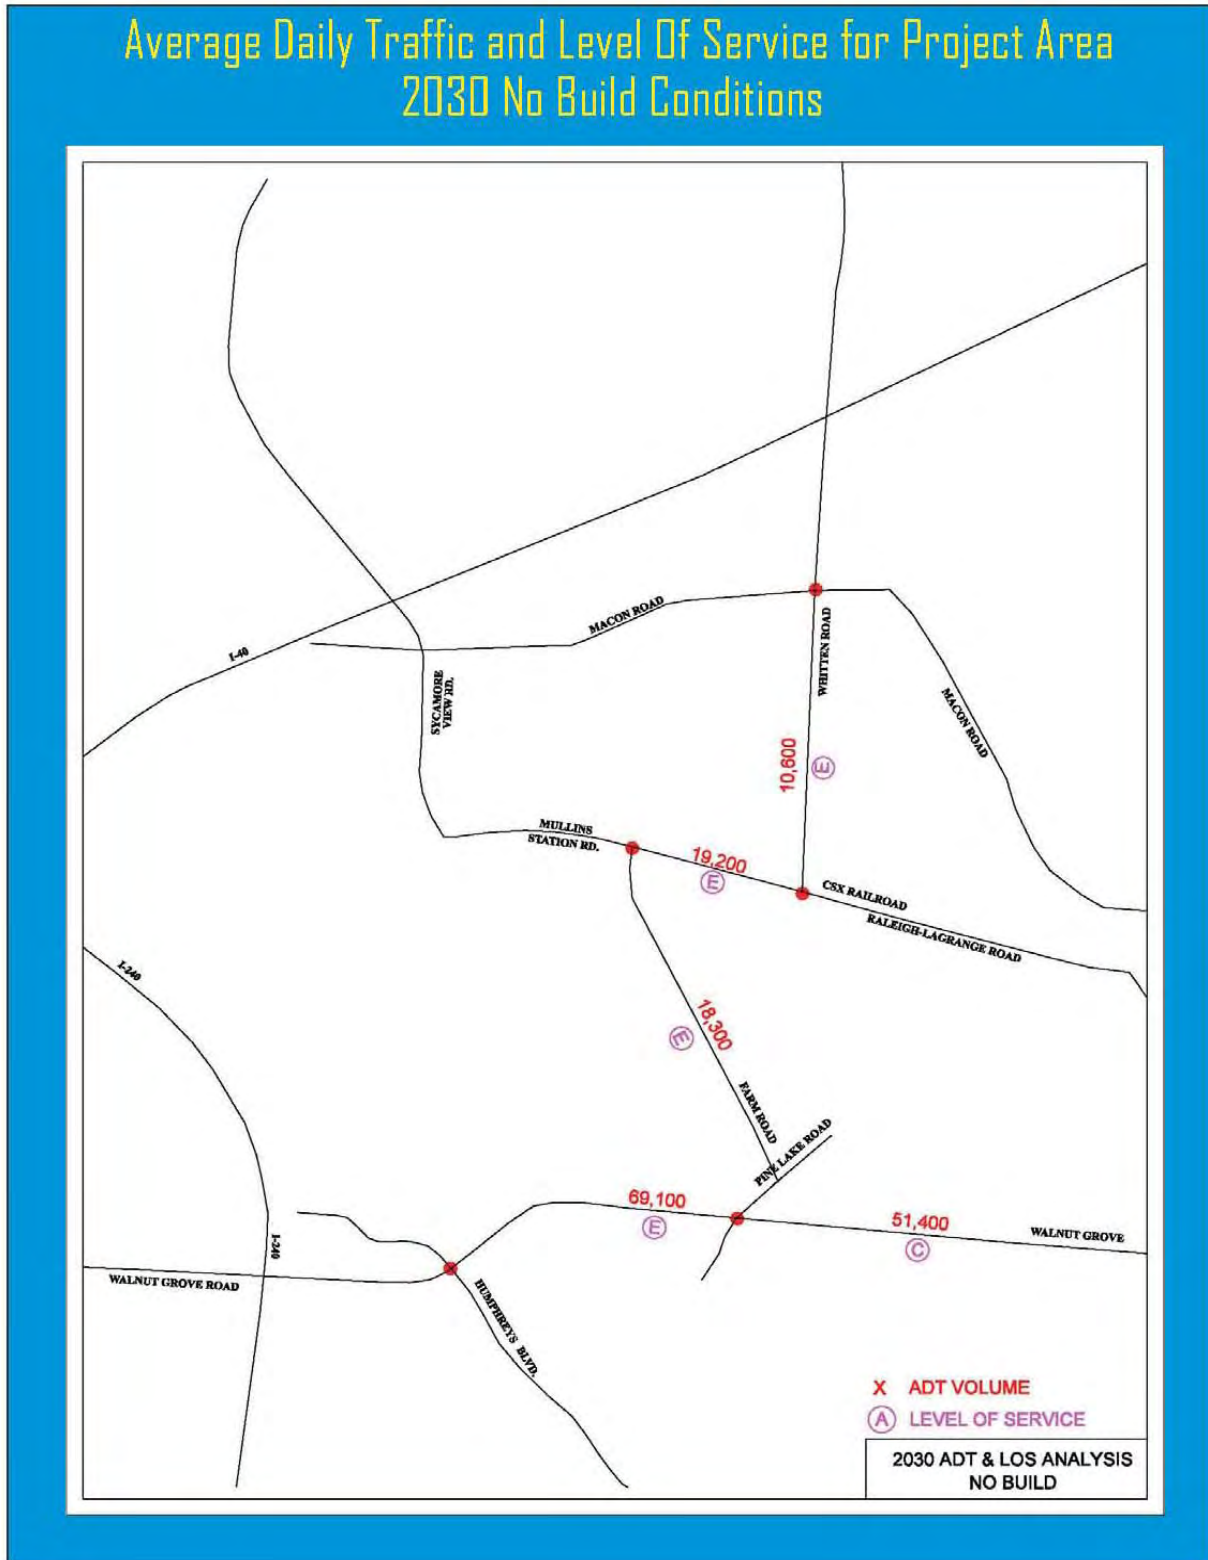 Average Daily Traffic and Level Of Service for Project Area
2030 No Build Conditions
I-40
MACON ROAD
WHITTEN ROAD
SYCAMORE
VIEW RD.
MACON ROAD
10,600
E
MULLINS
STATION RD.
19,200
E
CSX RAILROAD
RALEIGH-LAGRANGE ROAD
I-240
18,300
E
FARM ROAD
PINE LAKE ROAD
69,100
E
51,400
C
WALNUT GROVE
I-240
WALNUT GROVE ROAD
HUMPHREYS BLVD.
X ADT VOLUME
A LEVEL OF SERVICE
2030 ADT & LOS ANALYSIS
NO BUILD